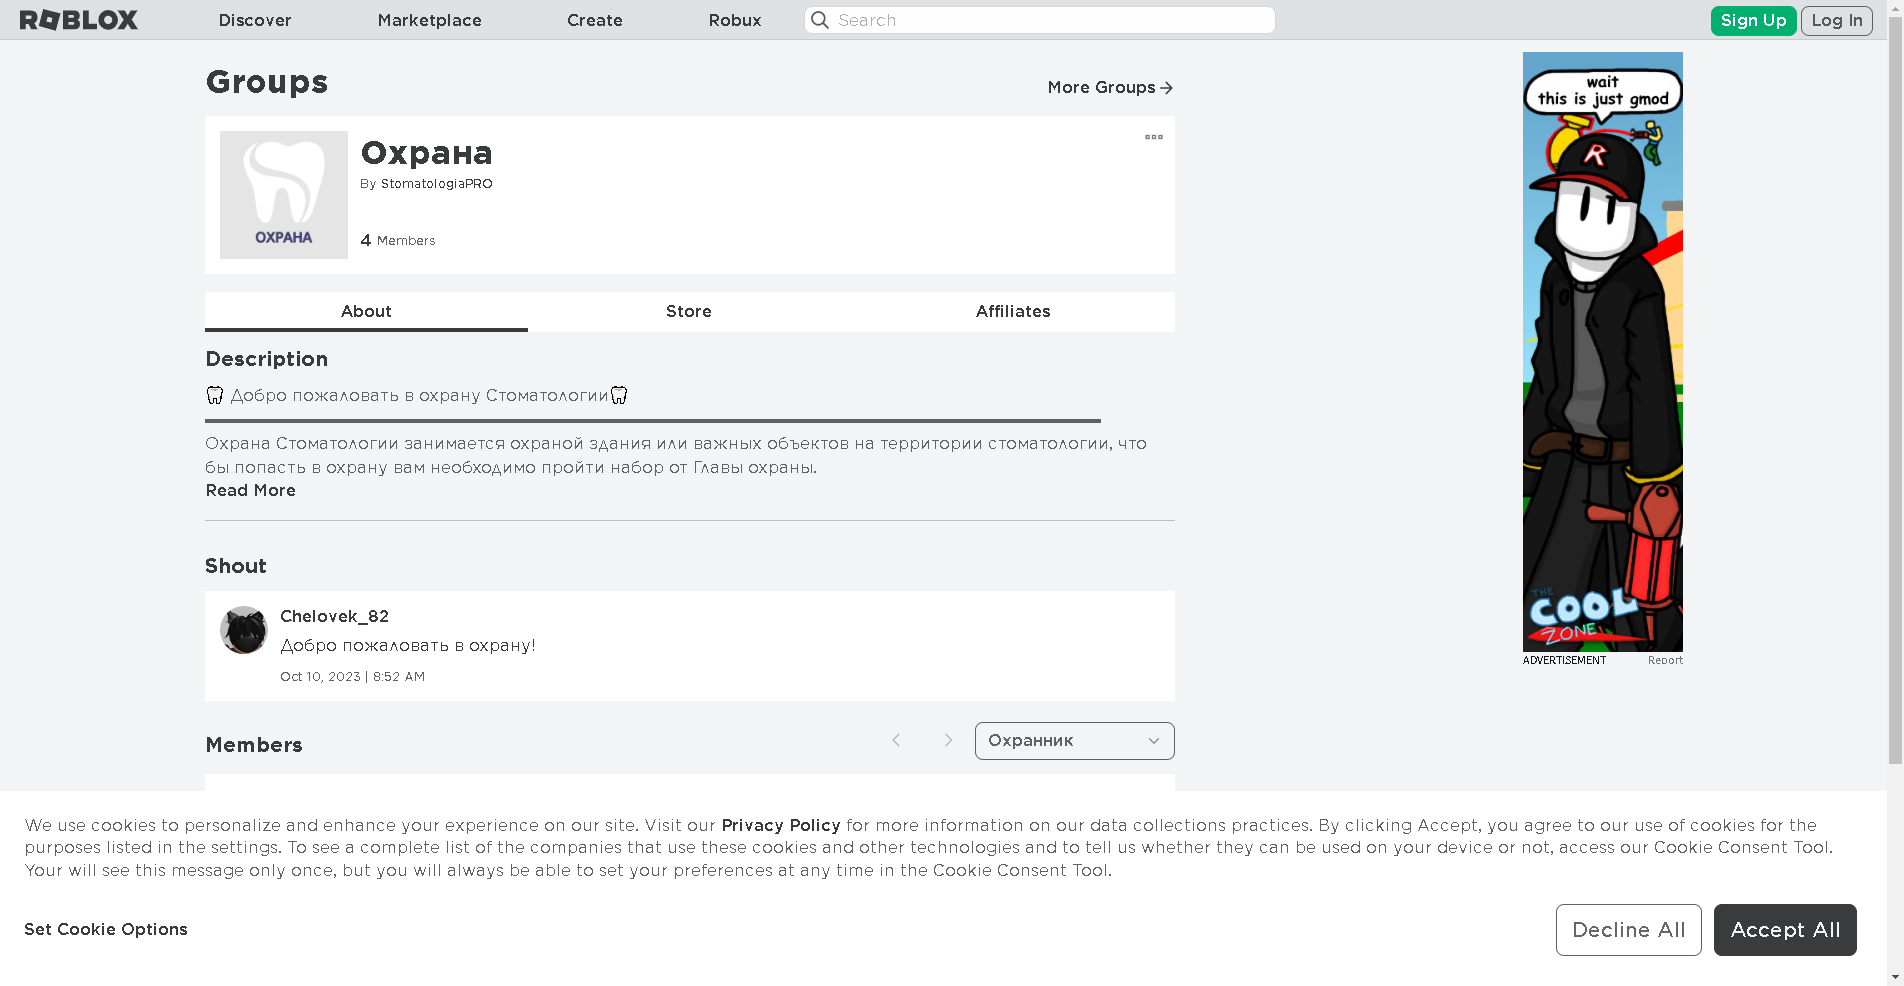 ROBLOX
Discover
Marketplace
Create
Robux
Search
Sign Up
Log In
Groups
More Groups
Охрана
By StomatologiaPRO
4 Members
ОХРАНА
About
Store
Affiliates
Description
🦷 Добро пожаловать в охрану Стоматологии🦷
Охрана Стоматологии занимается охраной здания или важных объектов на территории стоматологии, что
бы попасть в охрану вам необходимо пройти набор от Главы охраны.
Read More
Shout
Chelovek_82
Добро пожаловать в охрану!
Oct 10, 2023 | 8:52 AM
Members
Охранник
wait
this is just gmod
R
THE
COOL
ZONE
ADVERTISEMENT
Report
We use cookies to personalize and enhance your experience on our site. Visit our Privacy Policy for more information on our data collections practices. By clicking Accept, you agree to our use of cookies for the
purposes listed in the settings. To see a complete list of the companies that use these cookies and other technologies and to tell us whether they can be used on your device or not, access our Cookie Consent Tool.
Your will see this message only once, but you will always be able to set your preferences at any time in the Cookie Consent Tool.
Set Cookie Options
Decline All
Accept All